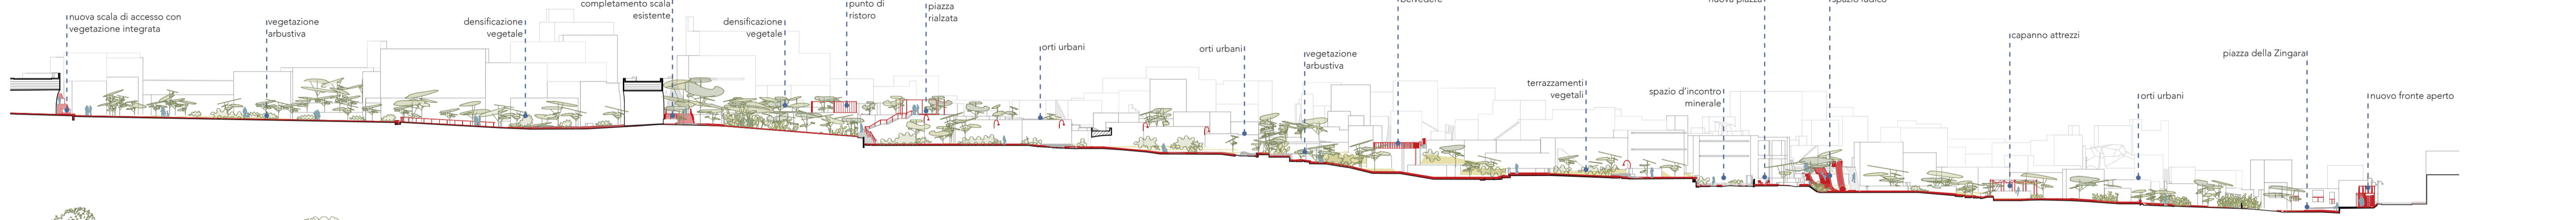 nuova scala di accesso con
vegetazione integrata
vegetazione
arbustiva
densificazione
vegetale
completamento scala
esistente
densificazione
vegetale
punto di
ristoro
piazza
rialzata
orti urbani
orti urbani
vegetazione
arbustiva
belvedere
terrazzamenti
vegetali
spazio d'incontro
minerale
nuova piazza
spazio ludico
capanno attrezzi
orti urbani
piazza della Zingara
nuovo fronte aperto